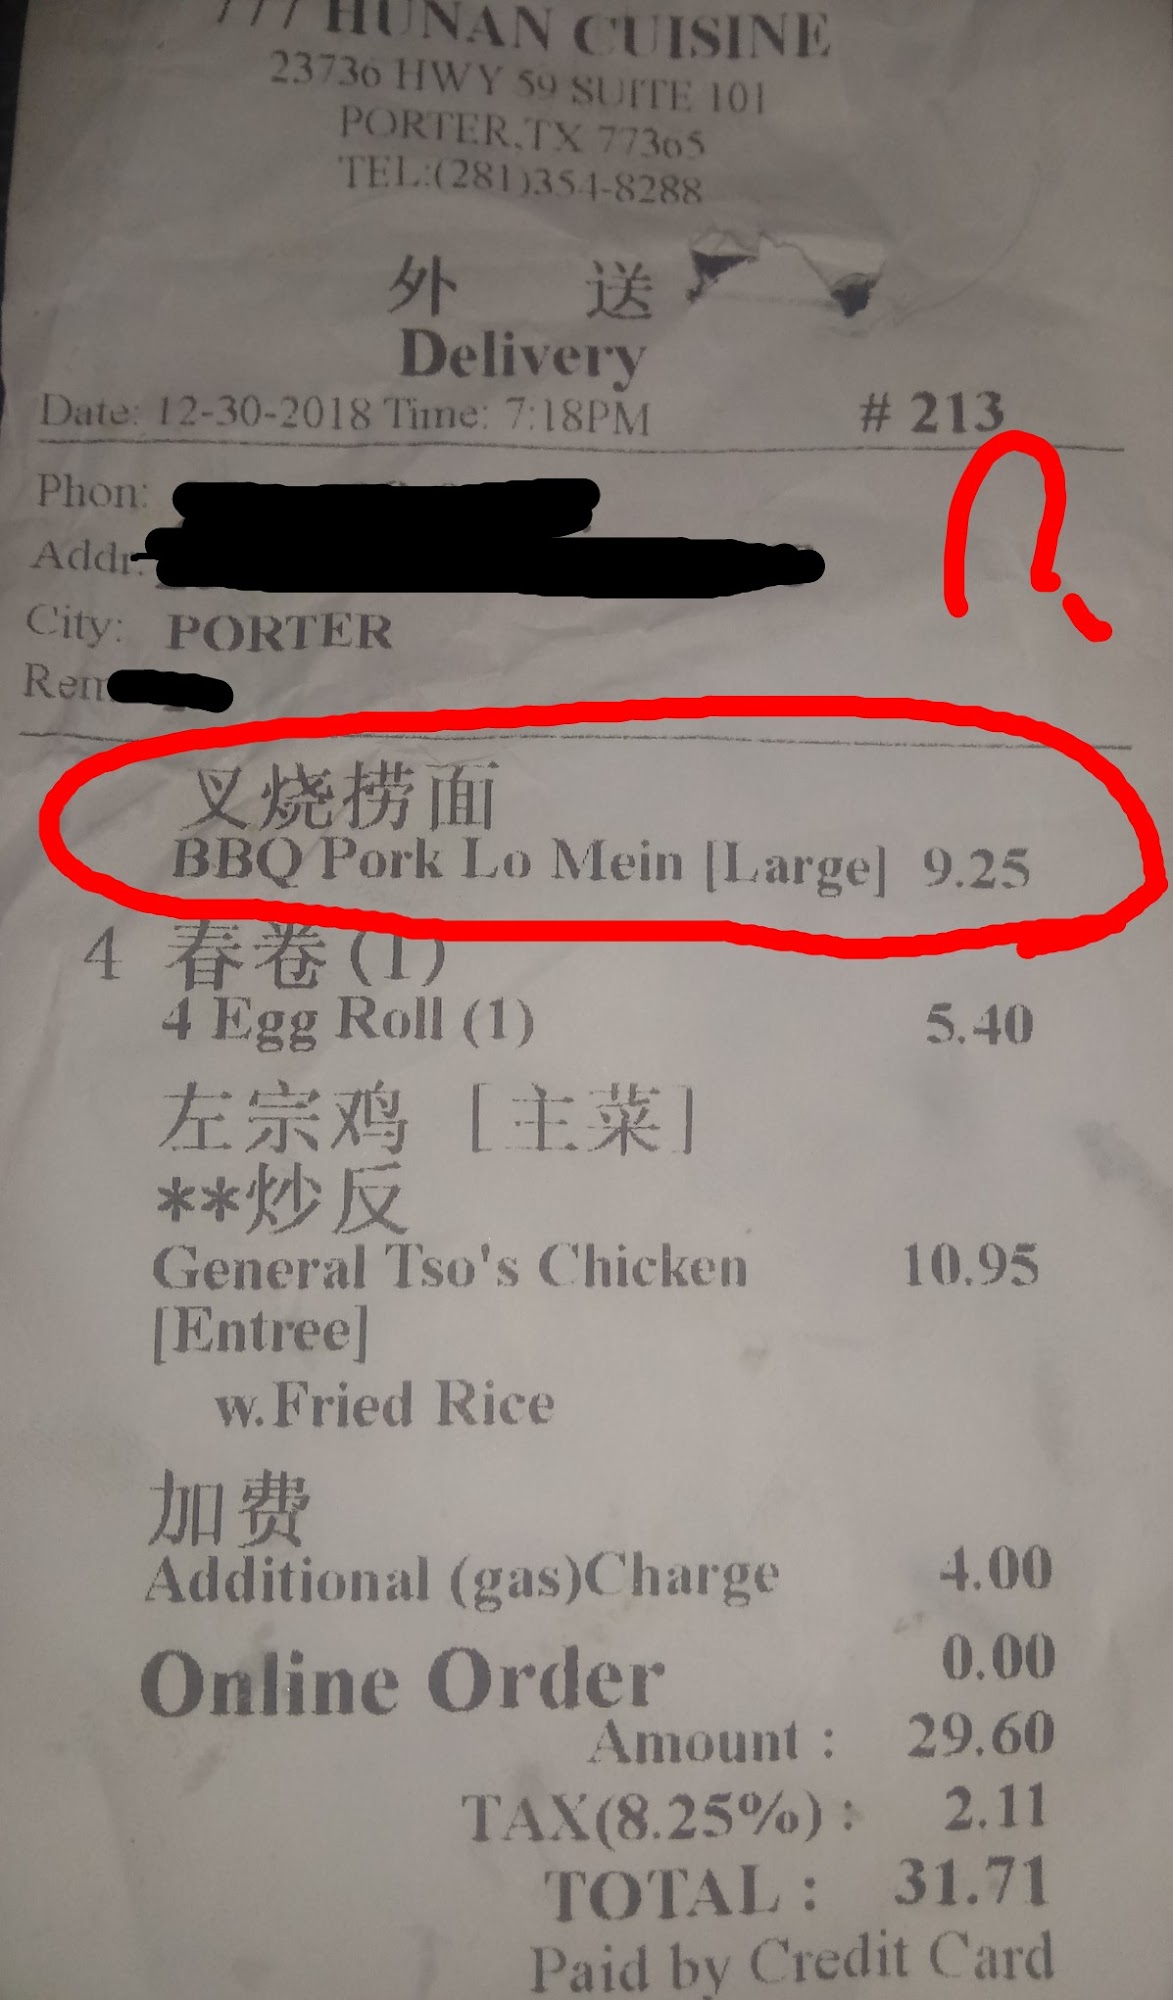 777 HUNAN CUISINE
23736 HWY 59 SUITE 101
PORTER,TX 77365
TEL:(281)354-8288
外 送
Delivery
Date: 12-30-2018 Time: 7:18PM # 213
Phon:
Addr:
City: PORTER
Rem
叉烧捞面
BBQ Pork Lo Mein [Large] 9.25
4 春卷(1)
4 Egg Roll (1) 5.40
左宗鸡 [主菜]
**炒反
General Tso's Chicken 10.95
[Entree]
w.Fried Rice
加费
Additional (gas)Charge 4.00
Online Order 0.00
Amount : 29.60
TAX(8.25%) : 2.11
TOTAL : 31.71
Paid by Credit Card